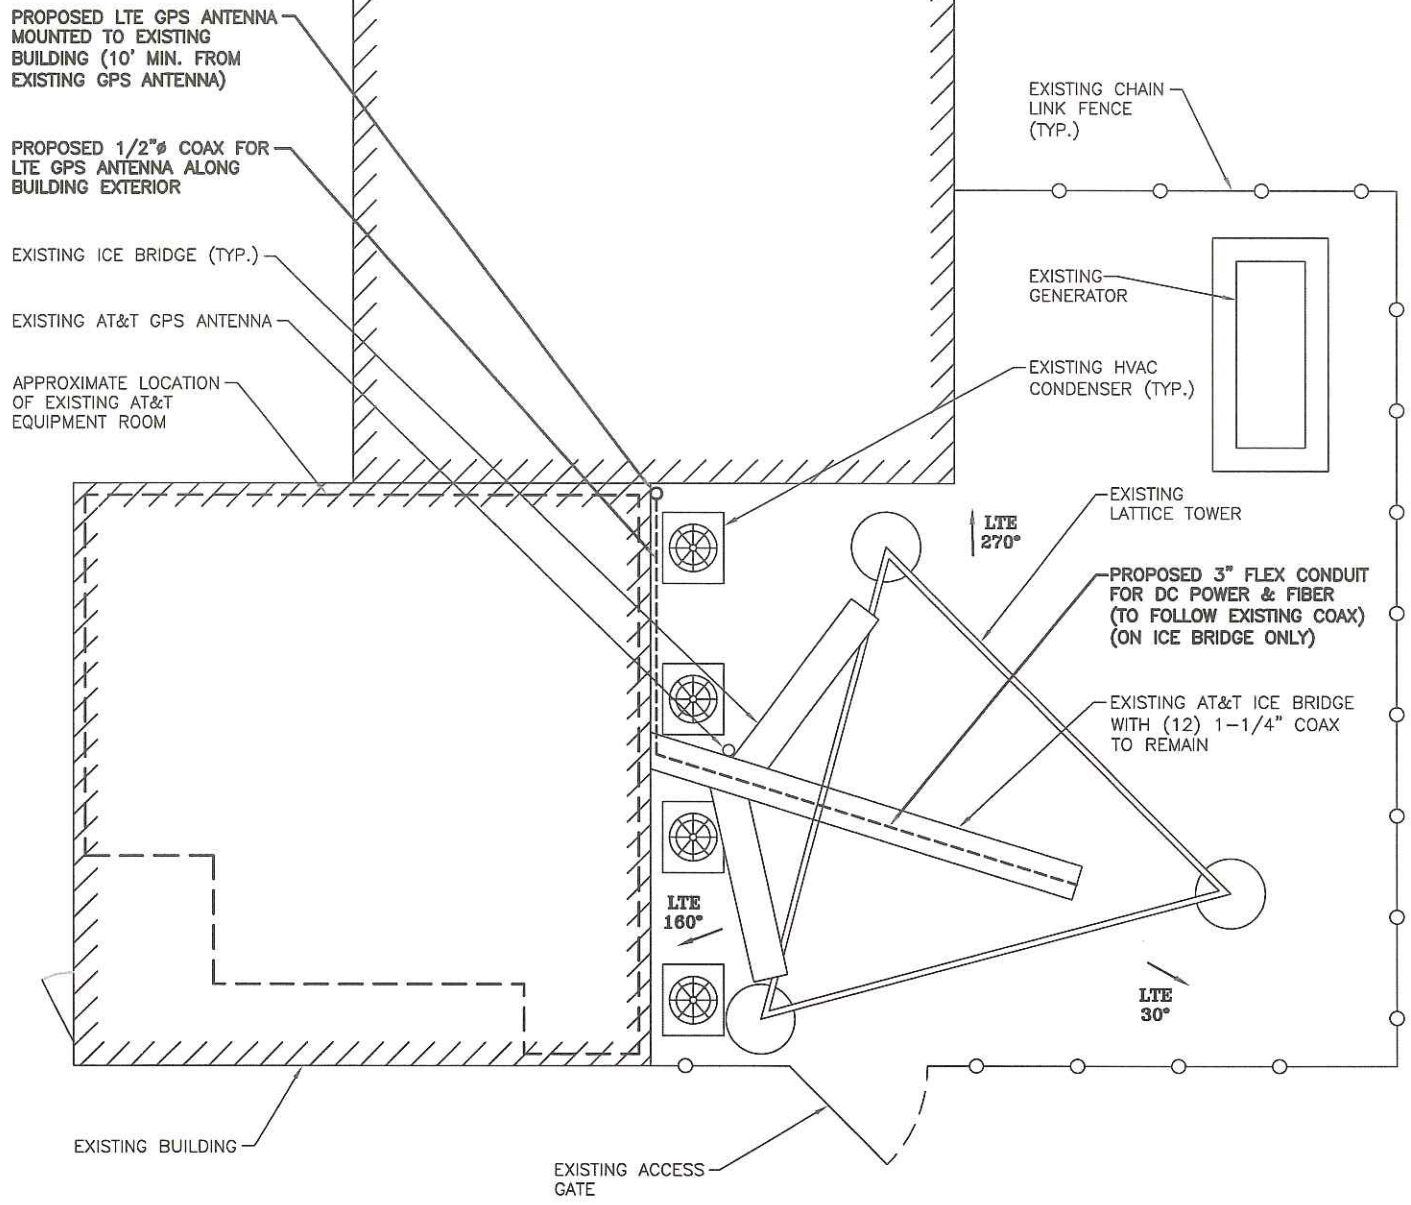 PROPOSED LTE GPS ANTENNA
MOUNTED TO EXISTING
BUILDING (10' MIN. FROM
EXISTING GPS ANTENNA)
PROPOSED 1/2"ø COAX FOR
LTE GPS ANTENNA ALONG
BUILDING EXTERIOR
EXISTING ICE BRIDGE (TYP.)
EXISTING AT&T GPS ANTENNA
APPROXIMATE LOCATION
OF EXISTING AT&T
EQUIPMENT ROOM
EXISTING CHAIN
LINK FENCE
(TYP.)
EXISTING
GENERATOR
EXISTING HVAC
CONDENSER (TYP.)
EXISTING
LATTICE TOWER
LTE
270°
PROPOSED 3" FLEX CONDUIT
FOR DC POWER & FIBER
(TO FOLLOW EXISTING COAX)
(ON ICE BRIDGE ONLY)
EXISTING AT&T ICE BRIDGE
WITH (12) 1-1/4" COAX
TO REMAIN
LTE
160°
LTE
30°
EXISTING BUILDING
EXISTING ACCESS
GATE